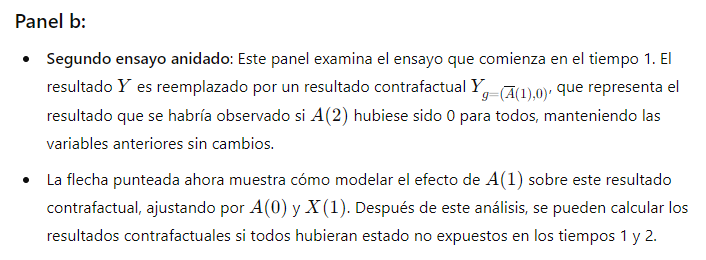 Panel b:
• Segundo ensayo anidado: Este panel examina el ensayo que comienza en el tiempo 1. El
resultado Y es reemplazado por un resultado contrafactual Y_{g=(\overline{A}(1),0)}, que representa el
resultado que se habría observado si A(2) hubiese sido 0 para todos, manteniendo las
variables anteriores sin cambios.
• La flecha punteada ahora muestra cómo modelar el efecto de A(1) sobre este resultado
contrafactual, ajustando por A(0) y X(1). Después de este análisis, se pueden calcular los
resultados contrafactuales si todos hubieran estado no expuestos en los tiempos 1 y 2.